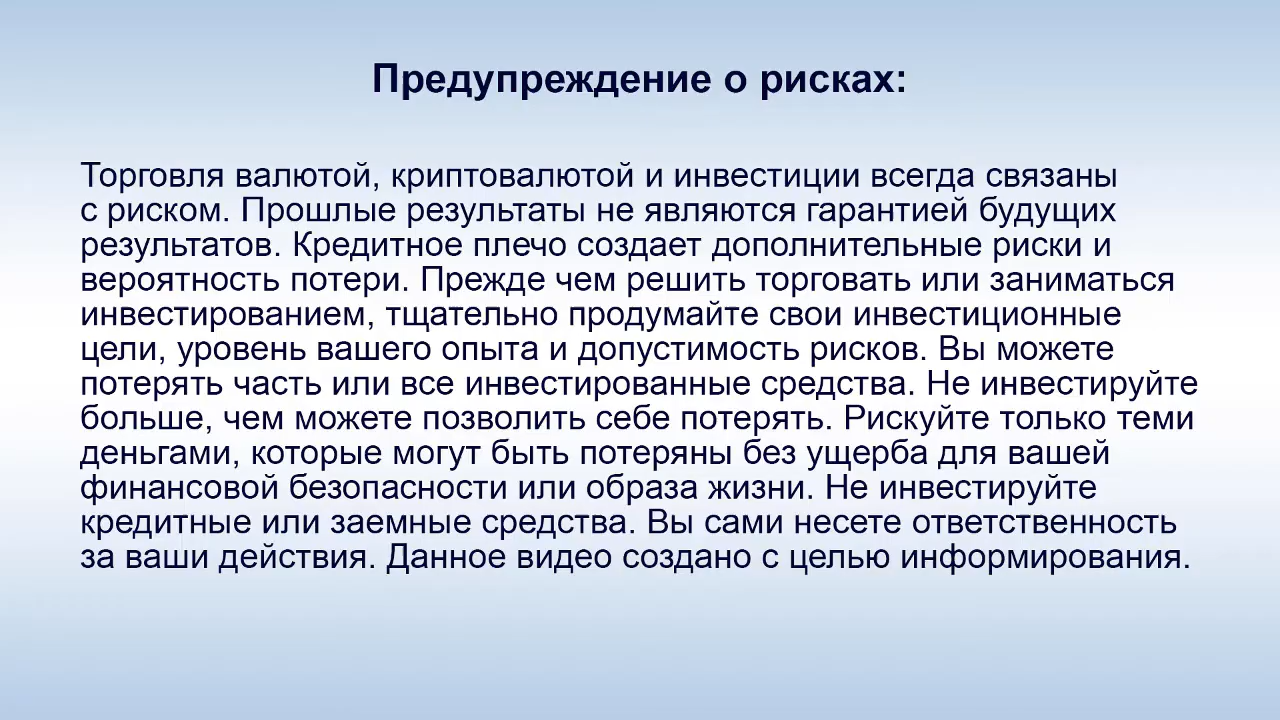 Предупреждение о рисках:
Торговля валютой, криптовалютой и инвестиции всегда связаны
с риском. Прошлые результаты не являются гарантией будущих
результатов. Кредитное плечо создает дополнительные риски и
вероятность потери. Прежде чем решить торговать или заниматься
инвестированием, тщательно продумайте свои инвестиционные
цели, уровень вашего опыта и допустимость рисков. Вы можете
потерять часть или все инвестированные средства. Не инвестируйте
больше, чем можете позволить себе потерять. Рискуйте только теми
деньгами, которые могут быть потеряны без ущерба для вашей
финансовой безопасности или образа жизни. Не инвестируйте
кредитные или заемные средства. Вы сами несете ответственность
за ваши действия. Данное видео создано с целью информирования.